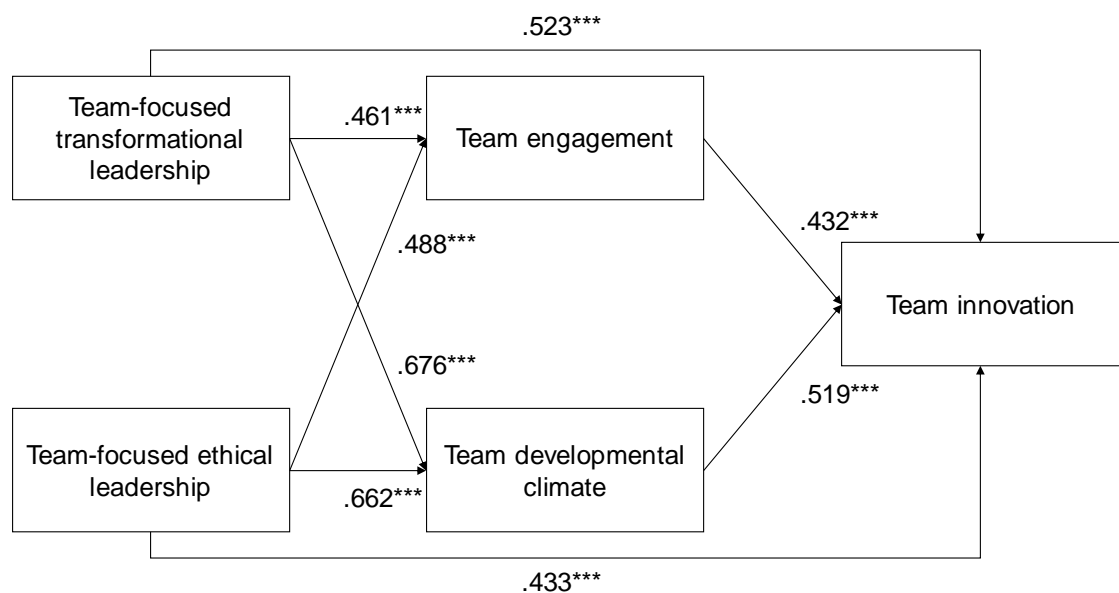 .523***
Team-focused
transformational
leadership
.461***
Team engagement
.432***
.488***
Team innovation
.676***
.519***
Team-focused ethical
leadership
Team developmental
climate
.662***
.433***